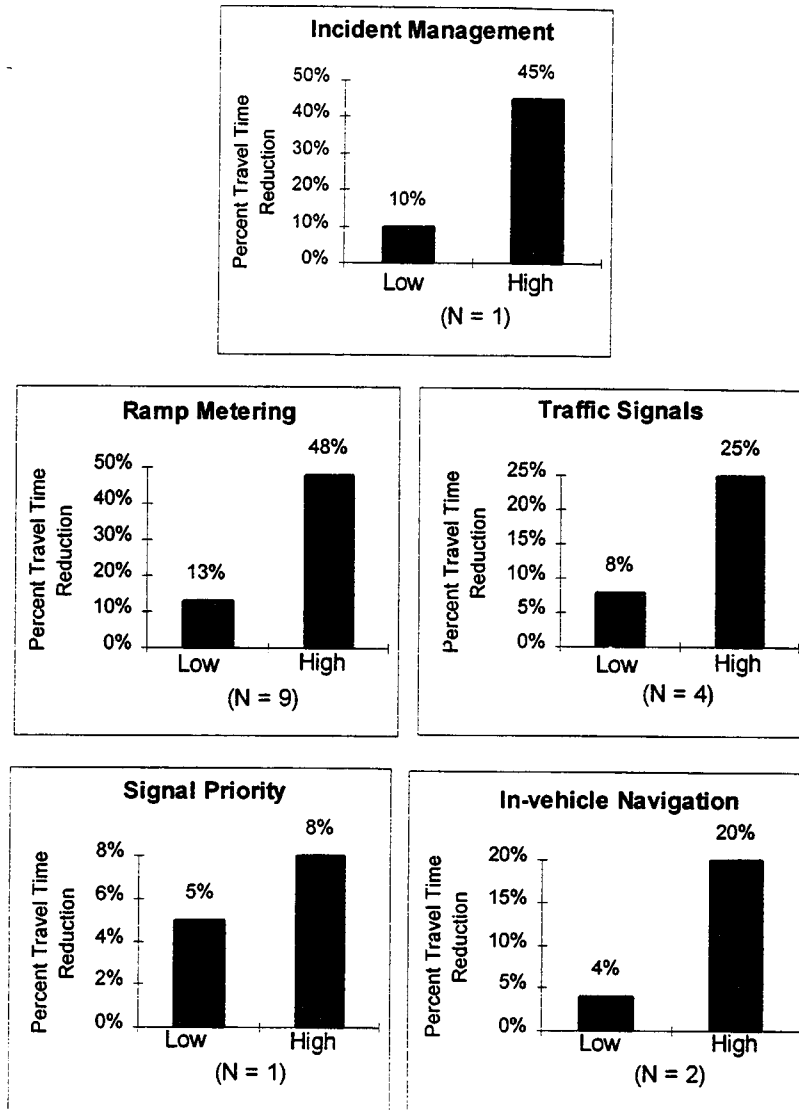 Incident Management
Percent Travel Time
Reduction
50%
40%
30%
20%
10%
0%
10%
45%
Low
High
(N = 1)
Ramp Metering
Percent Travel Time
Reduction
50%
40%
30%
20%
10%
0%
13%
48%
Low
High
(N = 9)
Traffic Signals
Percent Travel Time
Reduction
25%
20%
15%
10%
5%
0%
8%
25%
Low
High
(N = 4)
Signal Priority
Percent Travel Time
Reduction
8%
6%
4%
2%
0%
5%
8%
Low
High
(N = 1)
In-vehicle Navigation
Percent Travel Time
Reduction
20%
15%
10%
5%
0%
4%
20%
Low
High
(N = 2)